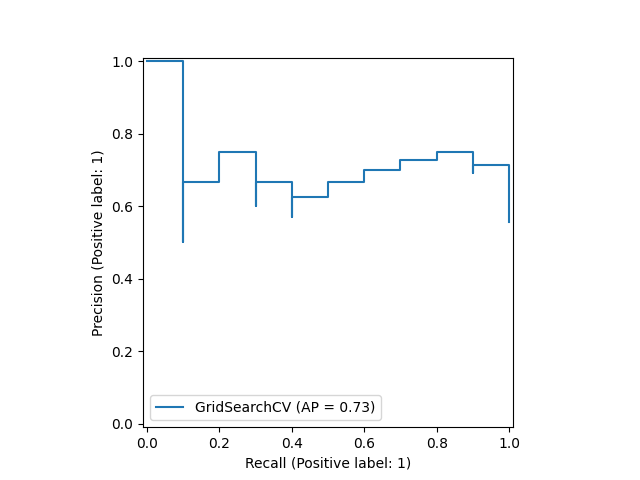 1.0
0.8
0.6
0.4
0.2
0.0
Precision (Positive label: 1)
GridSearchCV (AP = 0.73)
0.0 0.2 0.4 0.6 0.8 1.0
Recall (Positive label: 1)